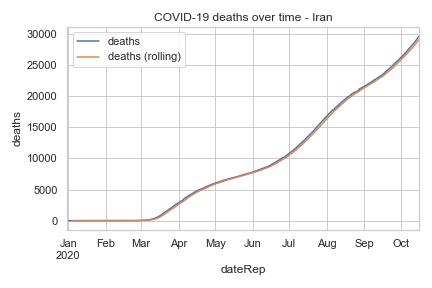 COVID-19 deaths over time - Iran
deaths
deaths (rolling)
deaths
30000
25000
20000
15000
10000
5000
0
Jan Feb Mar Apr May Jun Jul Aug Sep Oct
2020
dateRep